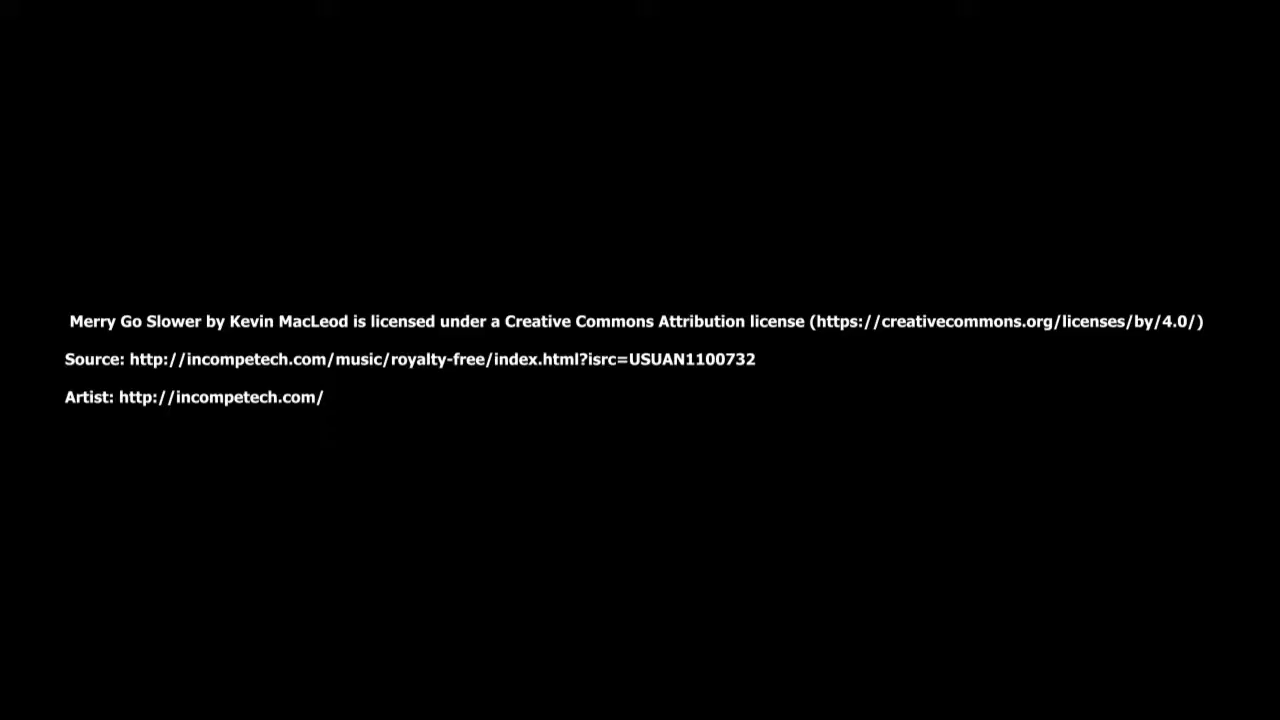 Merry Go Slower by Kevin MacLeod is licensed under a Creative Commons Attribution license (https://creativecommons.org/licenses/by/4.0/)
Source: http://incompetech.com/music/royalty-free/index.html?isrc=USUAN1100732
Artist: http://incompetech.com/